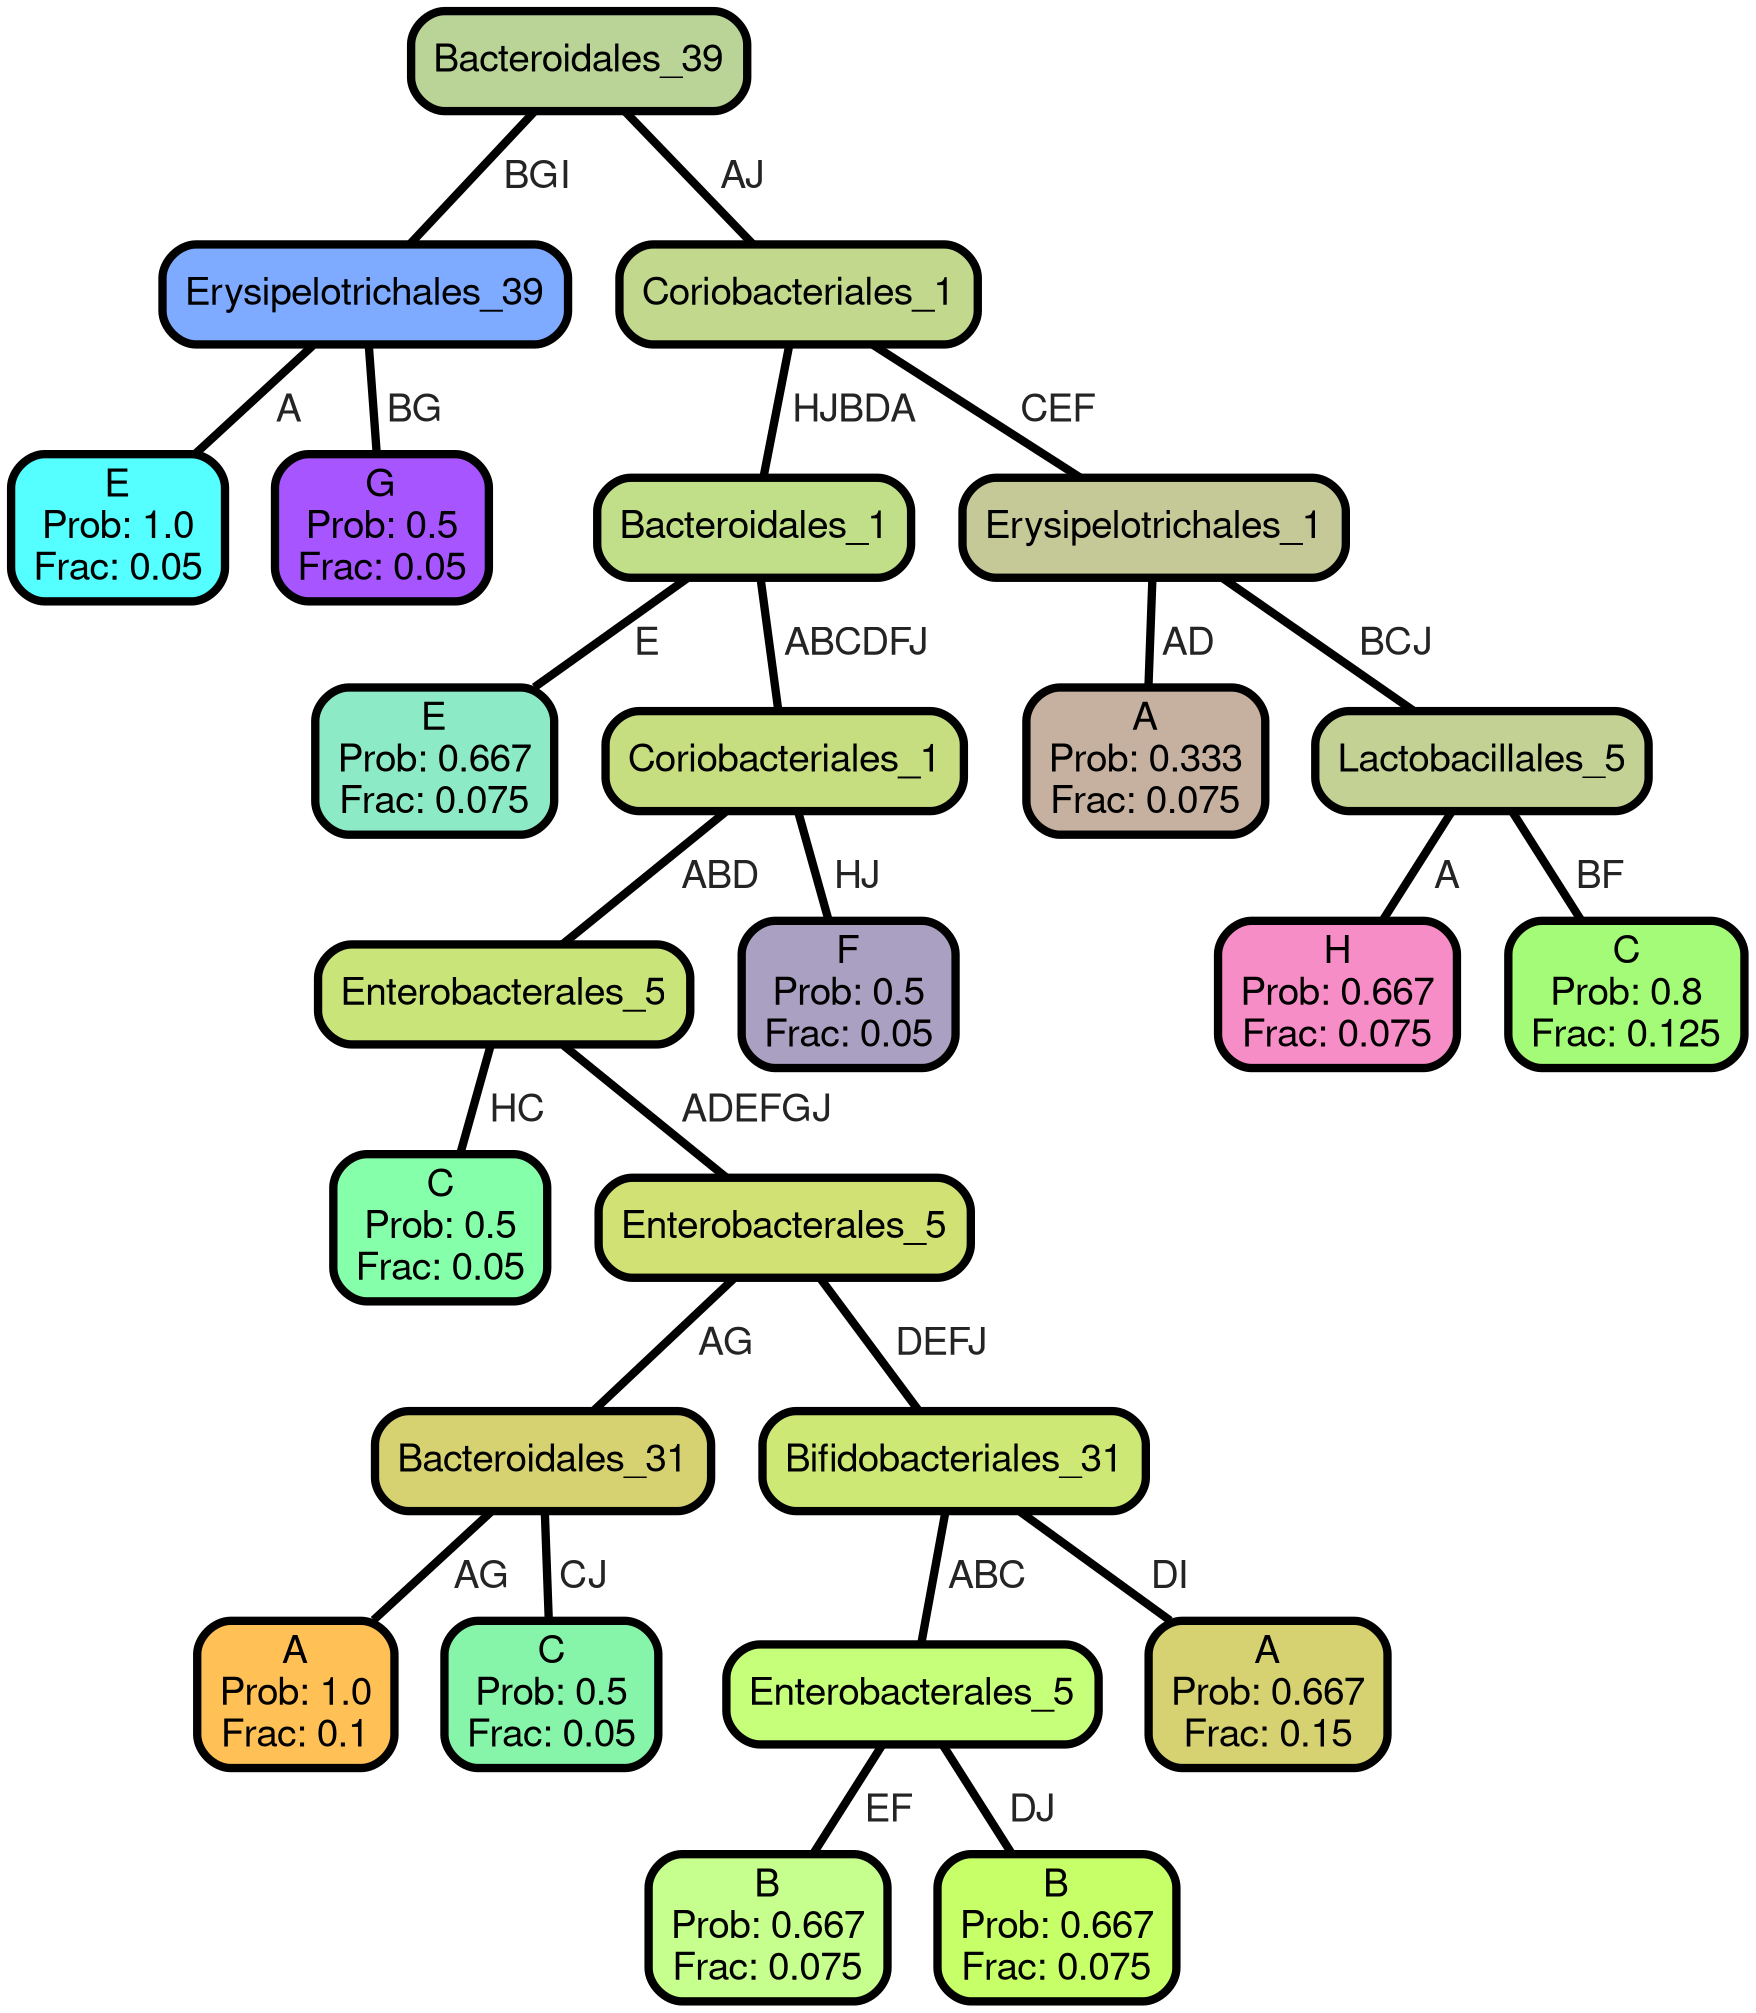 Bacteroidales_39
BGI
AJ
Erysipelotrichales_39
Coriobacteriales_1
A
BG
HJBDA
CEF
E
Prob: 1.0
Frac: 0.05
G
Prob: 0.5
Frac: 0.05
Bacteroidales_1
Erysipelotrichales_1
E
ABCDFJ
AD
BCJ
E
Prob: 0.667
Frac: 0.075
Coriobacteriales_1
A
Prob: 0.333
Frac: 0.075
Lactobacillales_5
ABD
HJ
A
BF
Enterobacterales_5
F
Prob: 0.5
Frac: 0.05
H
Prob: 0.667
Frac: 0.075
C
Prob: 0.8
Frac: 0.125
HC
ADEFGJ
C
Prob: 0.5
Frac: 0.05
Enterobacterales_5
AG
DEFJ
Bacteroidales_31
Bifidobacteriales_31
AG
CJ
ABC
DI
A
Prob: 1.0
Frac: 0.1
C
Prob: 0.5
Frac: 0.05
Enterobacterales_5
A
Prob: 0.667
Frac: 0.15
EF
DJ
B
Prob: 0.667
Frac: 0.075
B
Prob: 0.667
Frac: 0.075